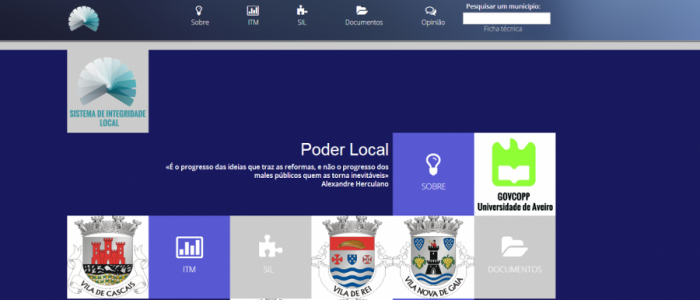 Pesquisar um município:
Sobre
ITM
SIL
Documentos
Opinião
Ficha técnica
SISTEMA DE INTEGRIDADE
LOCAL
Poder Local
«É o progresso das ideias que traz as reformas, e não o progresso dos
males públicos quem as torna inevitáveis»
Alexandre Herculano
SOBRE
GOVCOPP
Universidade de Aveiro
VILA DE CASCAIS
ITM
SIL
VILA DE REI
VILA NOVA DE GAIA
DOCUMENTOS